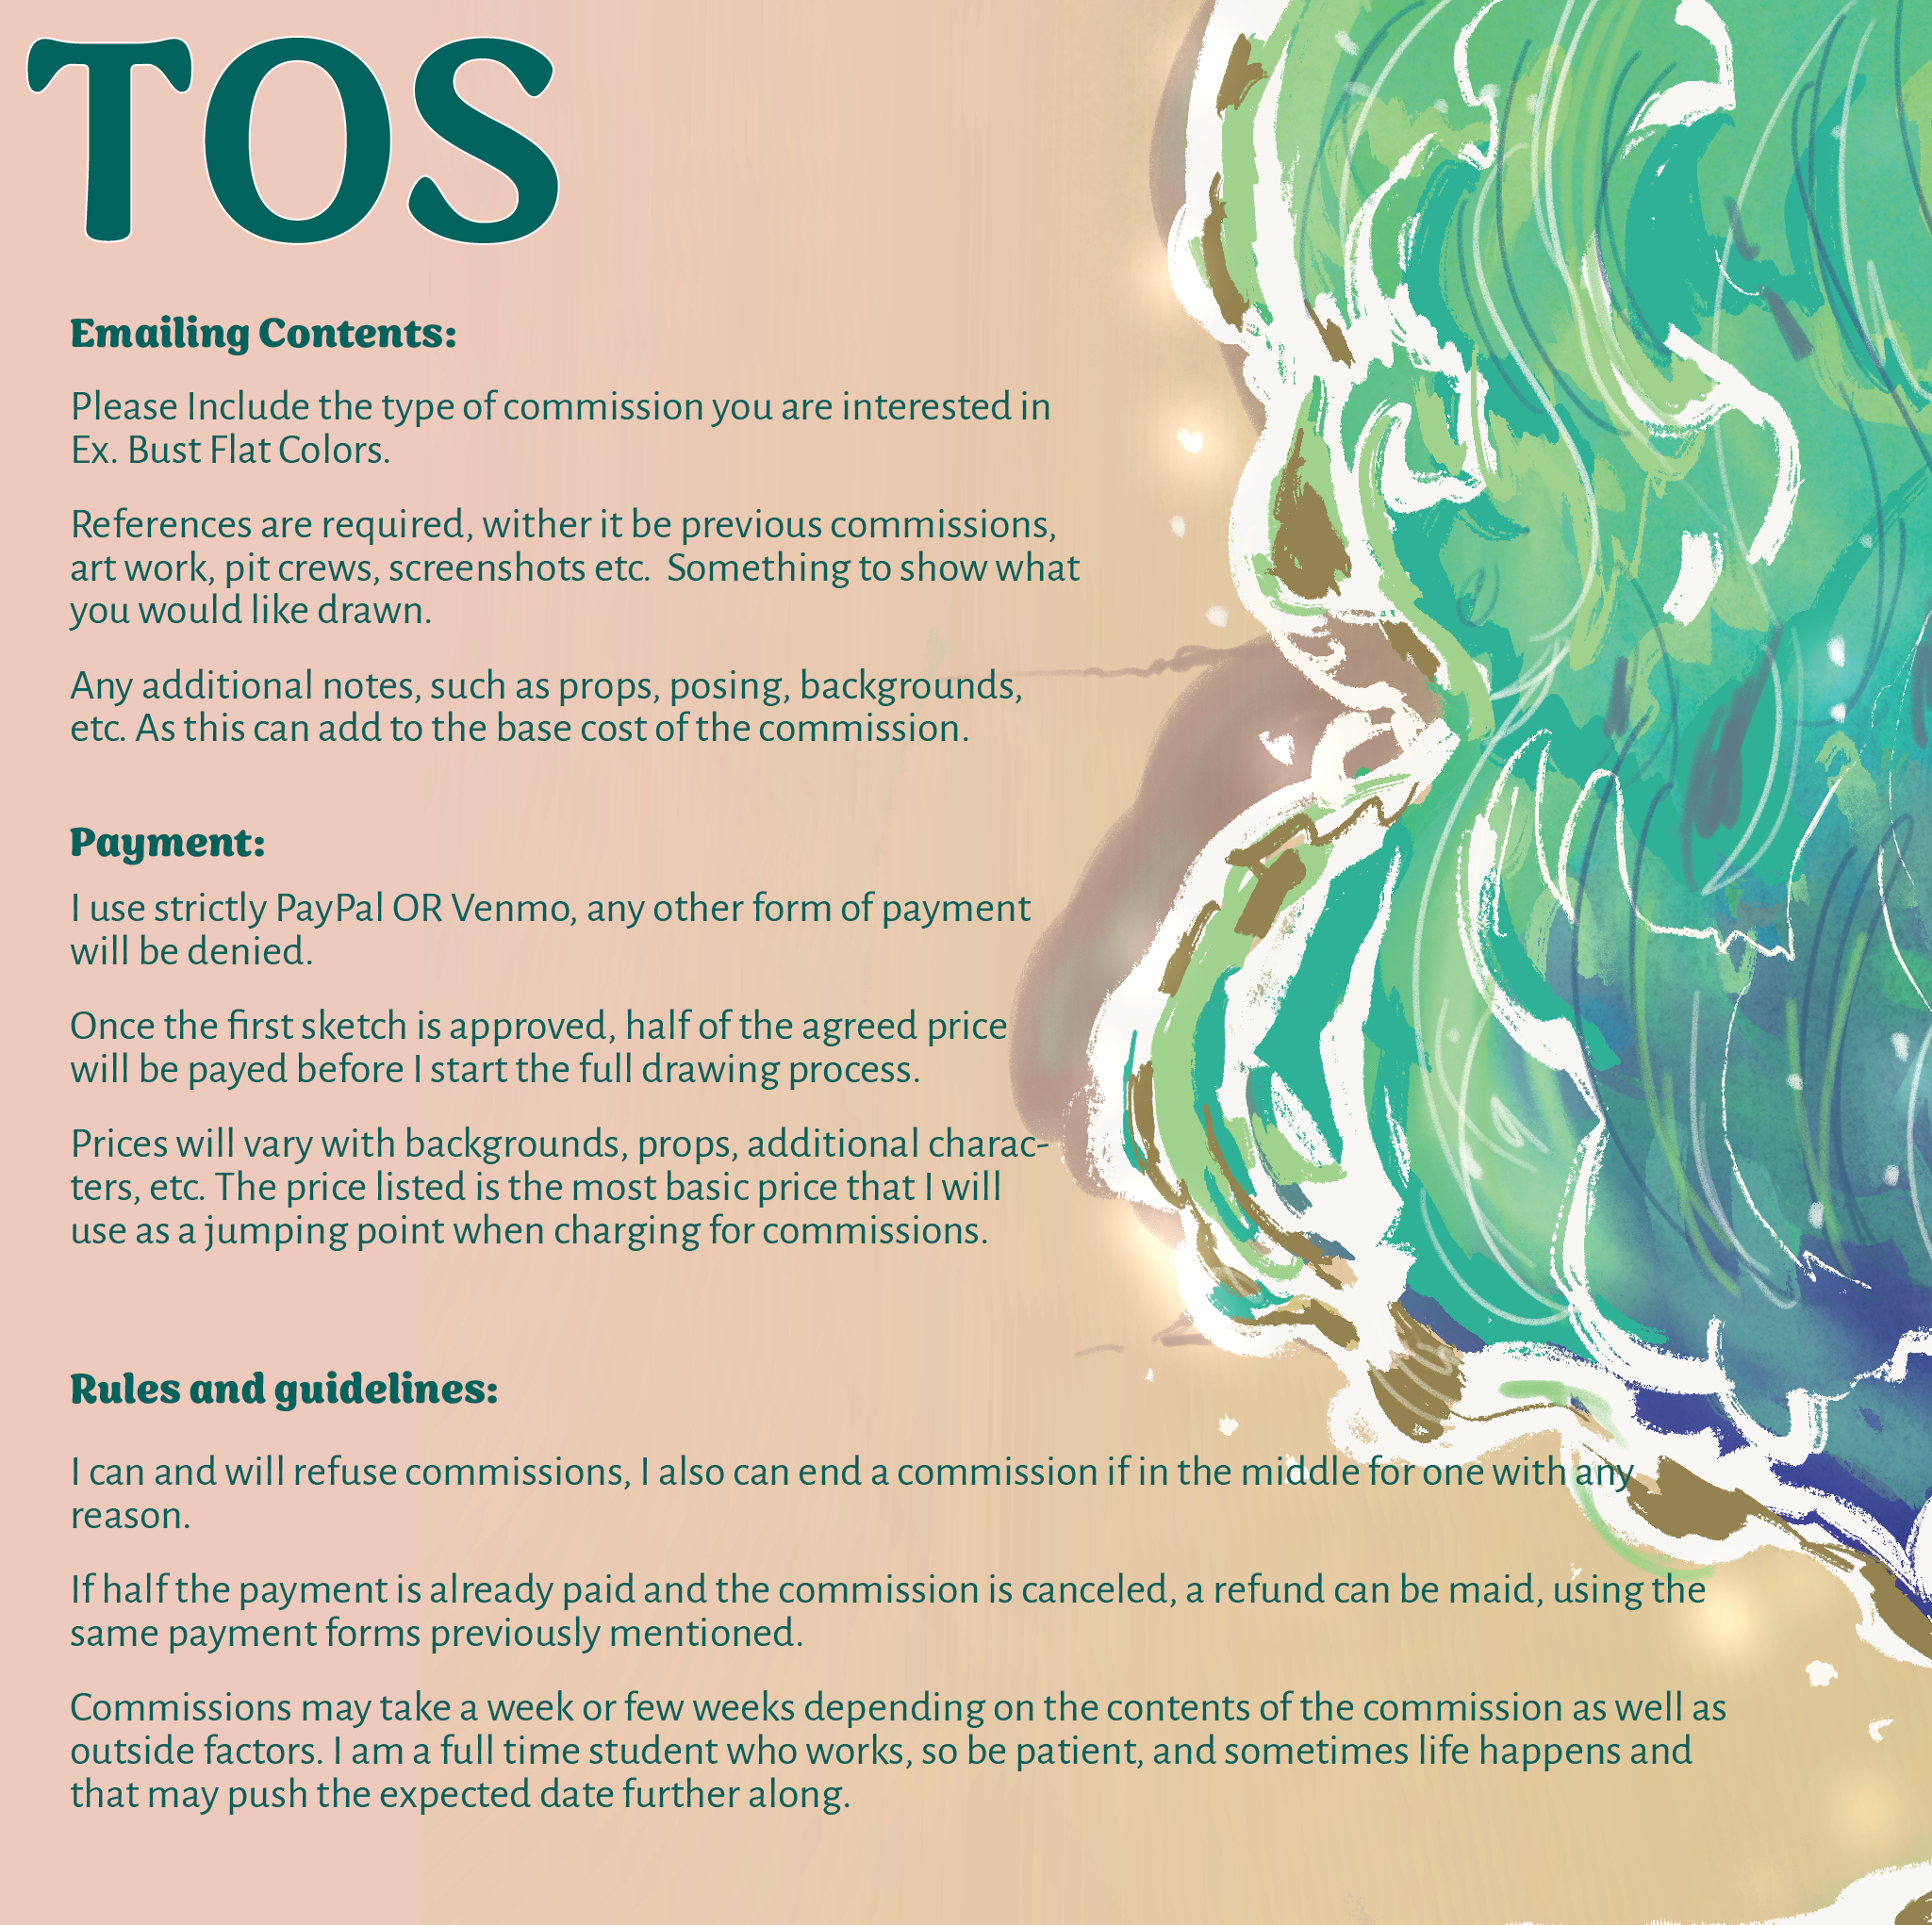 TOS
Emailing Contents:
Please Include the type of commission you are interested in
Ex. Bust Flat Colors.
References are required, wither it be previous commissions,
art work, pit crews, screenshots etc.  Something to show what
you would like drawn.
Any additional notes, such as props, posing, backgrounds,
etc. As this can add to the base cost of the commission.
Payment:
I use strictly PayPal OR Venmo, any other form of payment
will be denied.
Once the first sketch is approved, half of the agreed price
will be payed before I start the full drawing process.
Prices will vary with backgrounds, props, additional charac-
ters, etc. The price listed is the most basic price that I will
use as a jumping point when charging for commissions.
Rules and guidelines:
I can and will refuse commissions, I also can end a commission if in the middle for one with any
reason.
If half the payment is already paid and the commission is canceled, a refund can be maid, using the
same payment forms previously mentioned.
Commissions may take a week or few weeks depending on the contents of the commission as well as
outside factors. I am a full time student who works, so be patient, and sometimes life happens and
that may push the expected date further along.